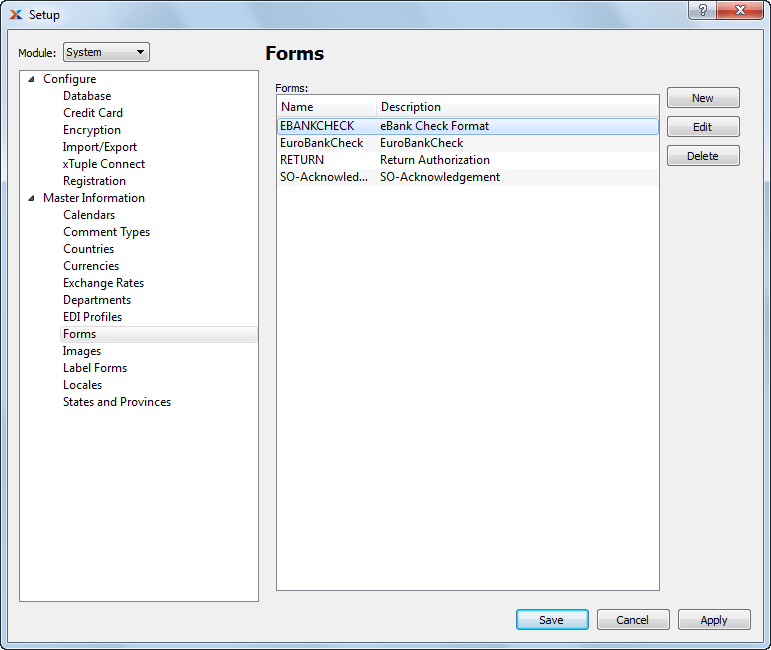 Setup
?
Module: System
Forms
Configure
Database
Credit Card
Encryption
Import/Export
xTuple Connect
Registration
Master Information
Calendars
Comment Types
Countries
Currencies
Exchange Rates
Departments
EDI Profiles
Forms
Images
Label Forms
Locales
States and Provinces
Forms:
Name Description
EBANKCHECK eBank Check Format
EuroBankCheck EuroBankCheck
RETURN Return Authorization
SO-Acknowled... SO-Acknowledgement
New
Edit
Delete
Save Cancel Apply